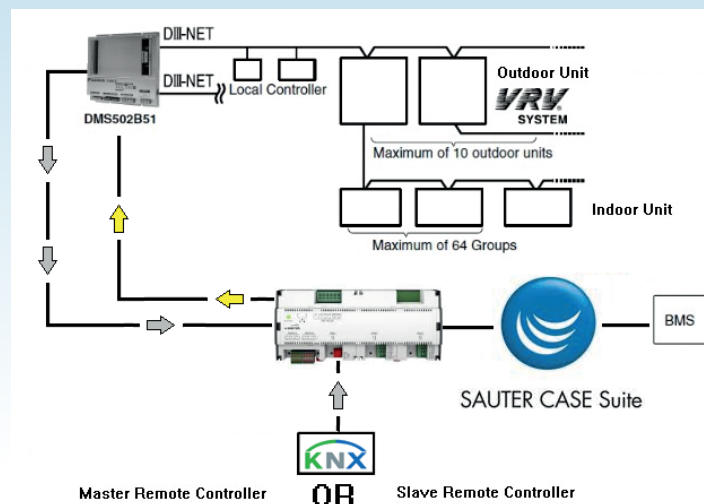 DIII-NET
DIII-NET
Local Controller
DMS502B51
Outdoor Unit
VRV
SYSTEM
Maximum of 10 outdoor units
Indoor Unit
Maximum of 64 Groups
BMS
SAUTER CASE Suite
KNX
Master Remote Controller
OR
Slave Remote Controller